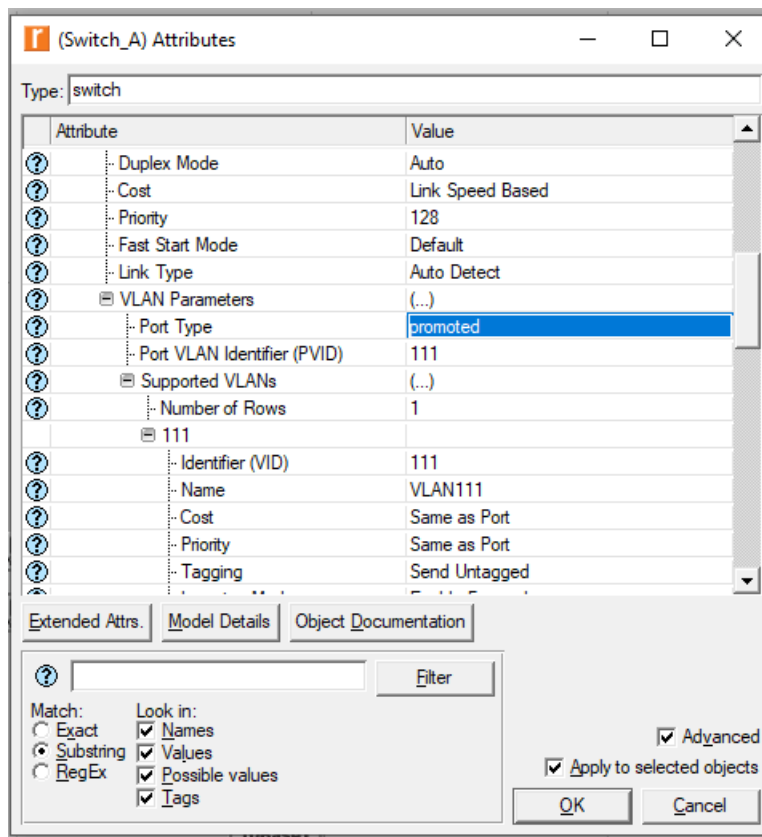 (Switch_A) Attributes
Type: switch
Attribute Value
Duplex Mode Auto
Cost Link Speed Based
Priority 128
Fast Start Mode Default
Link Type Auto Detect
VLAN Parameters (...)
Port Type promoted
Port VLAN Identifier (PVID) 111
Supported VLANs (...)
Number of Rows 1
111
Identifier (VID) 111
Name VLAN111
Cost Same as Port
Priority Same as Port
Tagging Send Untagged
Extended Attrs. Model Details Object Documentation
Filter
Match: Look in:
Exact Names
Substring Values
RegEx Possible values
Tags
Advanced
Apply to selected objects
OK Cancel